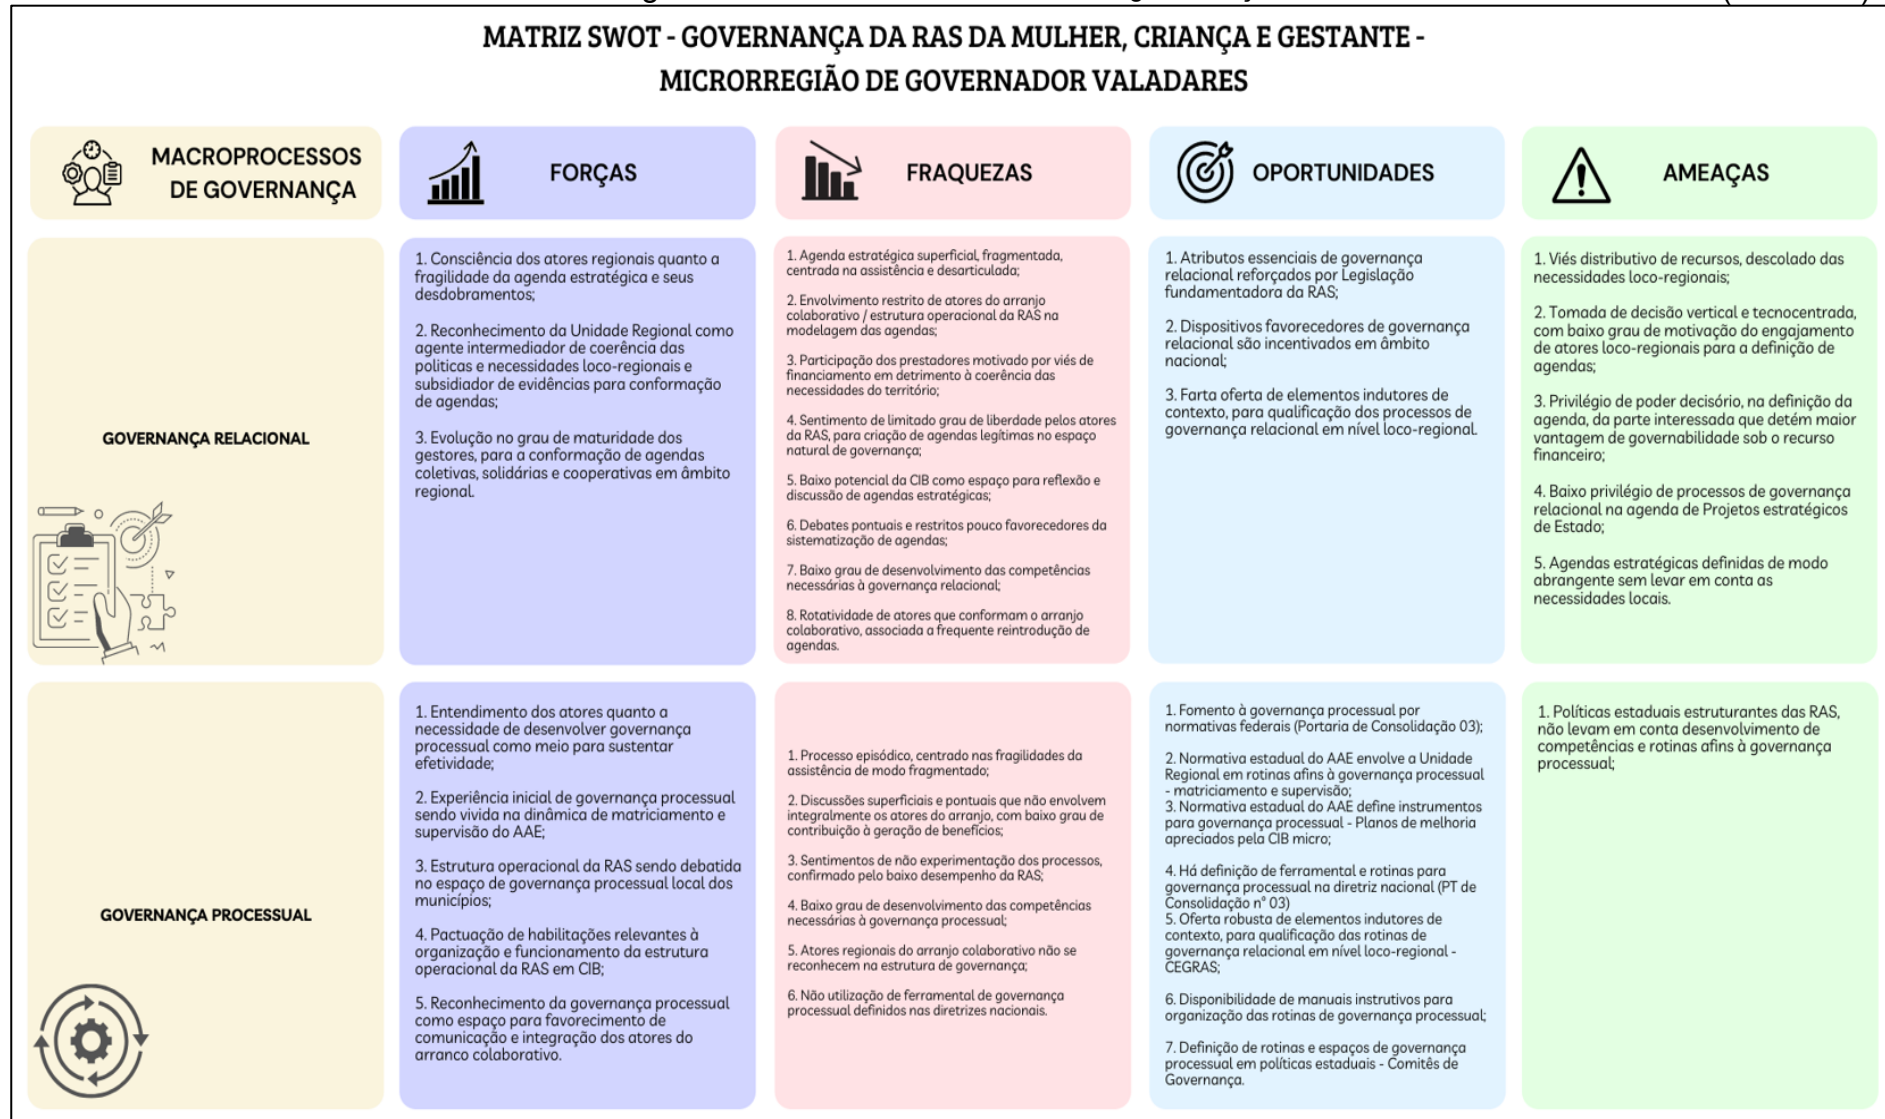 MATRIZ SWOT - GOVERNANÇA DA RAS DA MULHER, CRIANÇA E GESTANTE -
MICRORREGIÃO DE GOVERNADOR VALADARES
MACROPROCESSOS
DE GOVERNANÇA
FORÇAS
FRAQUEZAS
OPORTUNIDADES
AMEAÇAS
GOVERNANÇA RELACIONAL
1. Consciência dos atores regionais quanto a
fragilidade da agenda estratégica e seus
desdobramentos;
2. Reconhecimento da Unidade Regional como
agente intermediador de coerência das
politicas e necessidades loco-regionais e
subsidiador de evidências para conformação
de agendas;
3. Evolução no grau de maturidade dos
gestores, para a conformação de agendas
coletivas, solidárias e cooperativas em âmbito
regional.
1. Agenda estratégica superficial, fragmentada,
centrada na assistência e desarticulada;
2. Envolvimento restrito de atores do arranjo
colaborativo / estrutura operacional da RAS na
modelagem das agendas;
3. Participação dos prestadores motivado por viés de
financiamento em detrimento à coerência das
necesidades do território;
4. Sentimento de limitado grau de liberdade pelos atores
da RAS, para criação de agendas legítimas no espaço
natural de governança;
5. Baixo potencial da CIB como espaço para reflexão e
discussão de agendas estratégicas;
6. Debates pontuais e restritos pouco favorecedores da
sistematização de agendas;
7. Baixo grau de desenvolvimento das competências
necessárias à governança relacional;
8. Rotatividade de atores que conformam o arranjo
colaborativo, associada a frequente reintrodução de
agendas.
1. Atributos essenciais de governança
relacional reforçados por Legislação
fundamentadora da RAS;
2. Dispositivos favorecedores de governança
relacional são incentivados em âmbito
nacional;
3. Farta oferta de elementos indutores de
contexto, para qualificação dos processos de
governança relacional em nível loco-regional.
1. Viés distributivo de recursos, descolado das
necessidades loco-regionais;
2. Tomada de decisão vertical e tecnocentrada,
com baixo grau de motivação do engajamento
de atores loco-regionais para a definição de
agendas;
3. Privilégio de poder decisório, na definição da
agenda, da parte interessada que detém maior
vantagem de governabilidade sob o recurso
financeiro;
4. Baixo privilégio de processos de governança
relacional na agenda de Projetos estratégicos
de Estado;
5. Agendas estratégicas definidas de modo
abrangente sem levar em conta as
necessidades locais.
GOVERNANÇA PROCESSUAL
1. Entendimento dos atores quanto a
necessidade de desenvolver governança
processual como meio para sustentar
efetividade;
2. Experiência inicial de governança processual
sendo vivida na dinâmica de matriciamento e
supervisão do AAE;
3. Estrutura operacional da RAS sendo debatida
no espaço de governança processual local dos
municípios;
4. Pactuação de habilitações relevantes à
organização e funcionamento da estrutura
operacional da RAS em CIB;
5. Reconhecimento da governança processual
como espaço para favorecimento de
comunicação e integração dos atores do
arranco colaborativo.
1. Processo episódico, centrado nas fragilidades da
assistência de modo fragmentado;
2. Discussões superficiais e pontuais que não envolvem
integralmente os atores do arranjo, com baixo grau de
contribuição à geração de benefícios;
3. Sentimentos de não experimentação dos processos,
confirmado pelo baixo desempenho da RAS;
4. Baixo grau de desenvolvimento das competências
necessárias à governança processual;
5. Atores regionais do arranjo colaborativo não se
reconhecem na estrutura de governança;
6. Não utilização de ferramental de governança
processual definidos nas diretrizes nacionais.
1. Fomento à governança processual por
normativas federais (Portaria de Consolidação 03);
2. Normativa estadual do AAE envolve a Unidade
Regional em rotinas afins à governança processual
- matriciamento e supervisão;
3. Normativa estadual do AAE define instrumentos
para governança processual - Planos de melhoria
apreciados pela CIB micro;
4. Há definição de ferramental e rotinas para
governança processual na diretriz nacional (PT de
Consolidação n° 03)
5. Oferta robusta de elementos indutores de
contexto, para qualificação das rotinas de
governança relacional em nível loco-regional -
CEGRAS;
6. Disponibilidade de manuais instrutivos para
organização das rotinas de governança processual;
7. Definição de rotinas e espaços de governança
processual em políticas estaduais - Comitês de
Governança.
1. Políticas estaduais estruturantes das RAS,
não levam em conta desenvolvimento de
competências e rotinas afins à governança
processual;